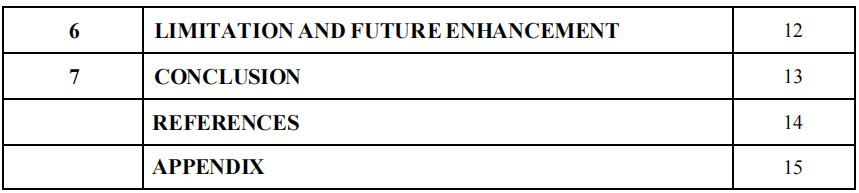 6 LIMITATION AND FUTURE ENHANCEMENT 12
7 CONCLUSION 13
REFERENCES 14
APPENDIX 15